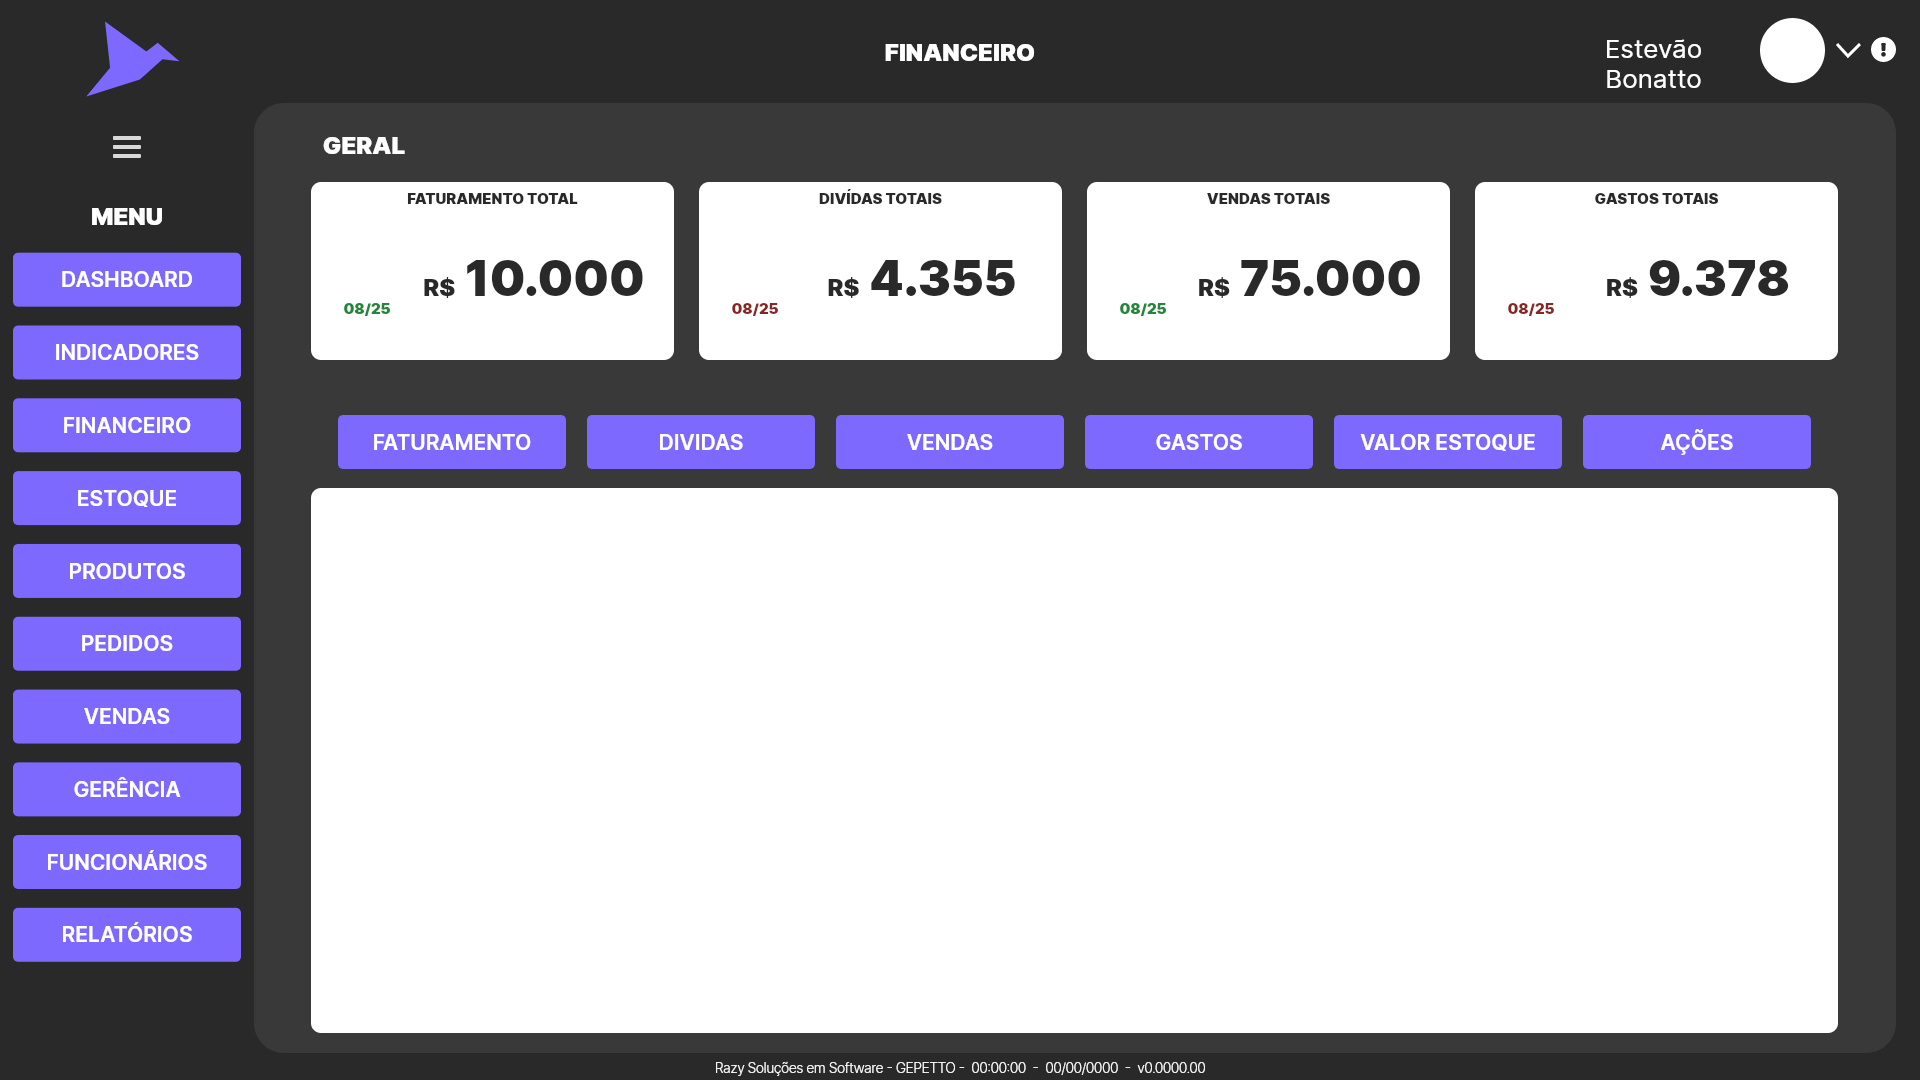 FINANCEIRO
Estevão
Bonatto
MENU
DASHBOARD
INDICADORES
FINANCEIRO
ESTOQUE
PRODUTOS
PEDIDOS
VENDAS
GERÊNCIA
FUNCIONÁRIOS
RELATÓRIOS
GERAL
FATURAMENTO TOTAL
R$ 10.000
08/25
DIVÍDAS TOTAIS
R$ 4.355
08/25
VENDAS TOTAIS
R$ 75.000
08/25
GASTOS TOTAIS
R$ 9.378
08/25
FATURAMENTO
DIVIDAS
VENDAS
GASTOS
VALOR ESTOQUE
AÇÕES
Razy Soluções em Software - GEPETTO - 00:00:00 - 00/00/0000 - v0.0000.00